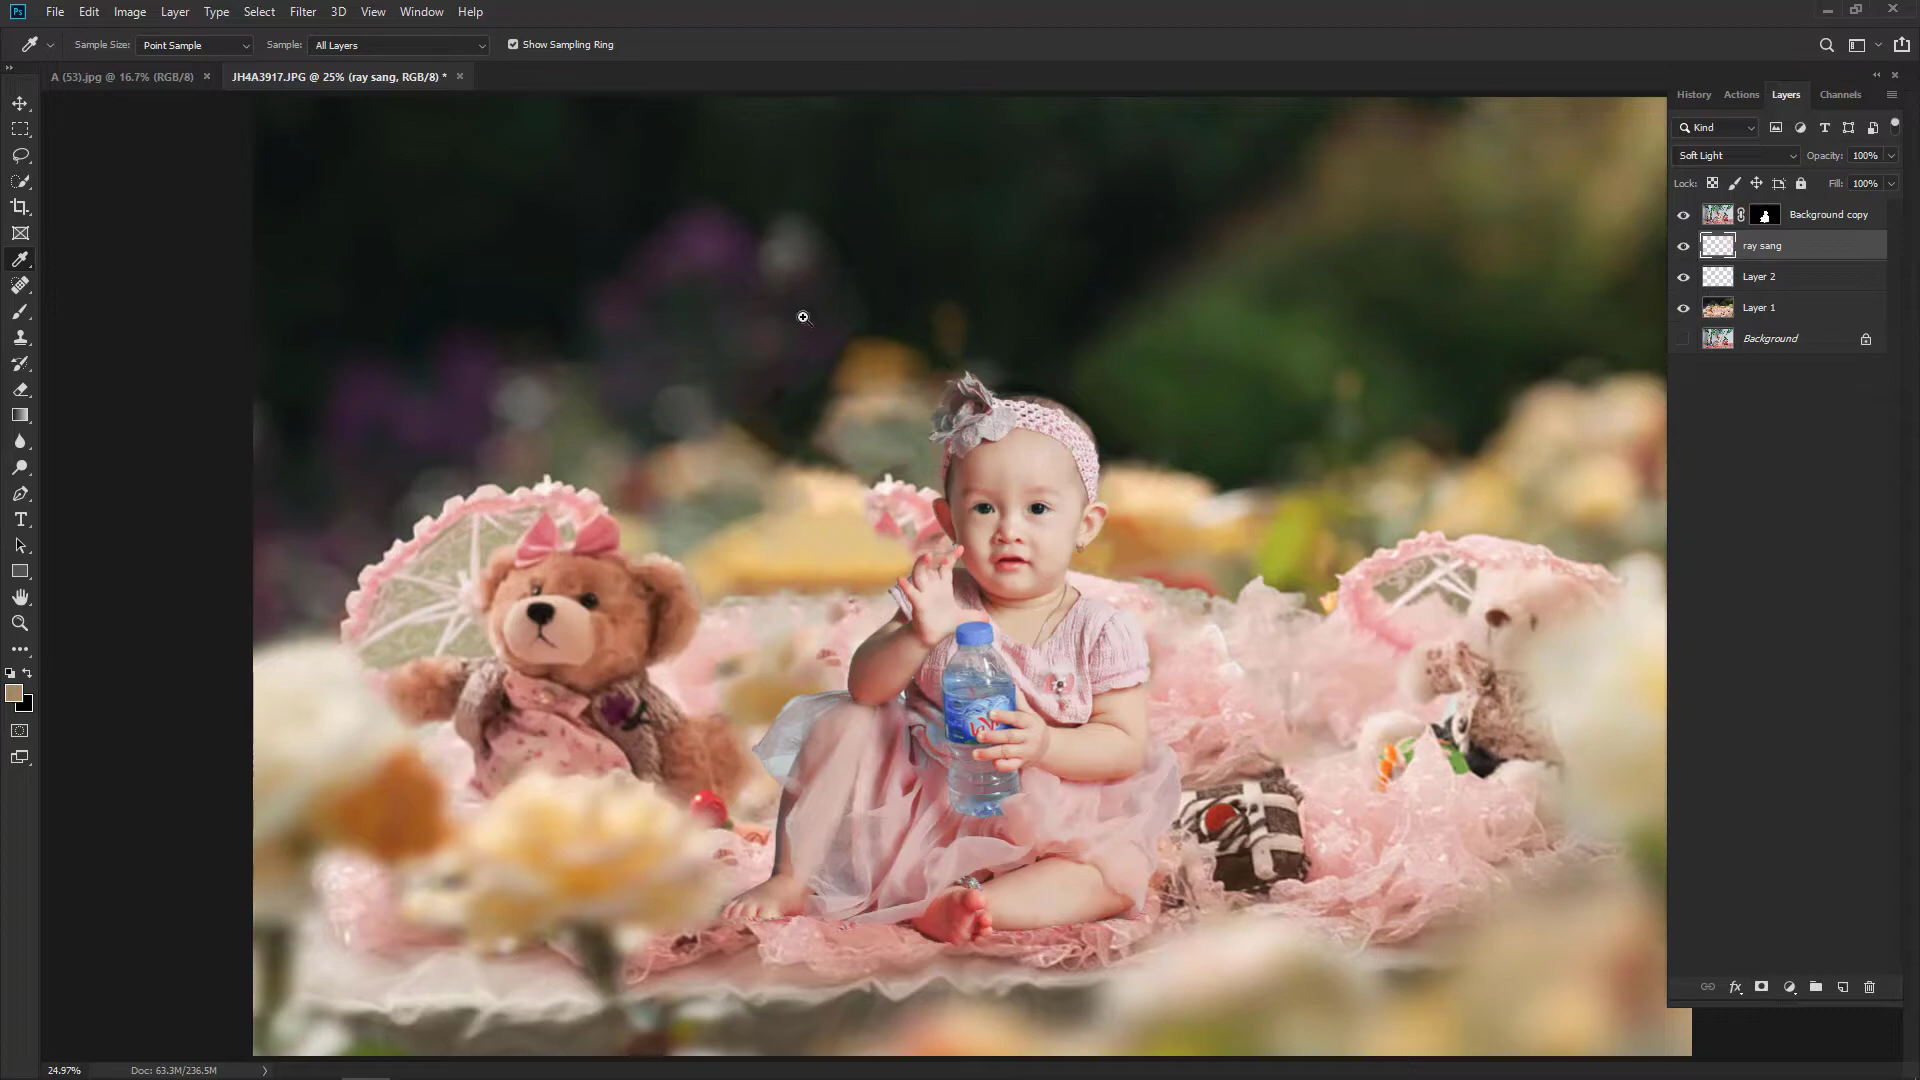 Ps File Edit Image Layer Type Select Filter 3D View Window Help
Sample Size: Point Sample Sample: All Layers Show Sampling Ring
A (53).jpg @ 16.7% (RGB/8) × JH4A3917.JPG @ 25% (ray sang, RGB/8) * ×
History Actions Layers Channels
Kind
Soft Light Opacity: 100%
Lock: Fill: 100%
Background copy
ray sang
Layer 2
Layer 1
Background
fx
24.97% Doc: 63.3M/236.5M